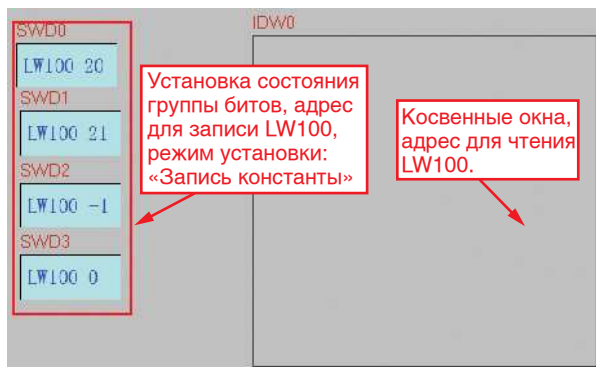 SWD0
LW100 20
SWD1
LW100 21
SWD2
LW100 -1
SWD3
LW100 0
Установка состояния
группы битов, адрес
для записи LW100,
режим установки:
«Запись константы»
IDW0
Косвенные окна,
адрес для чтения
LW100.